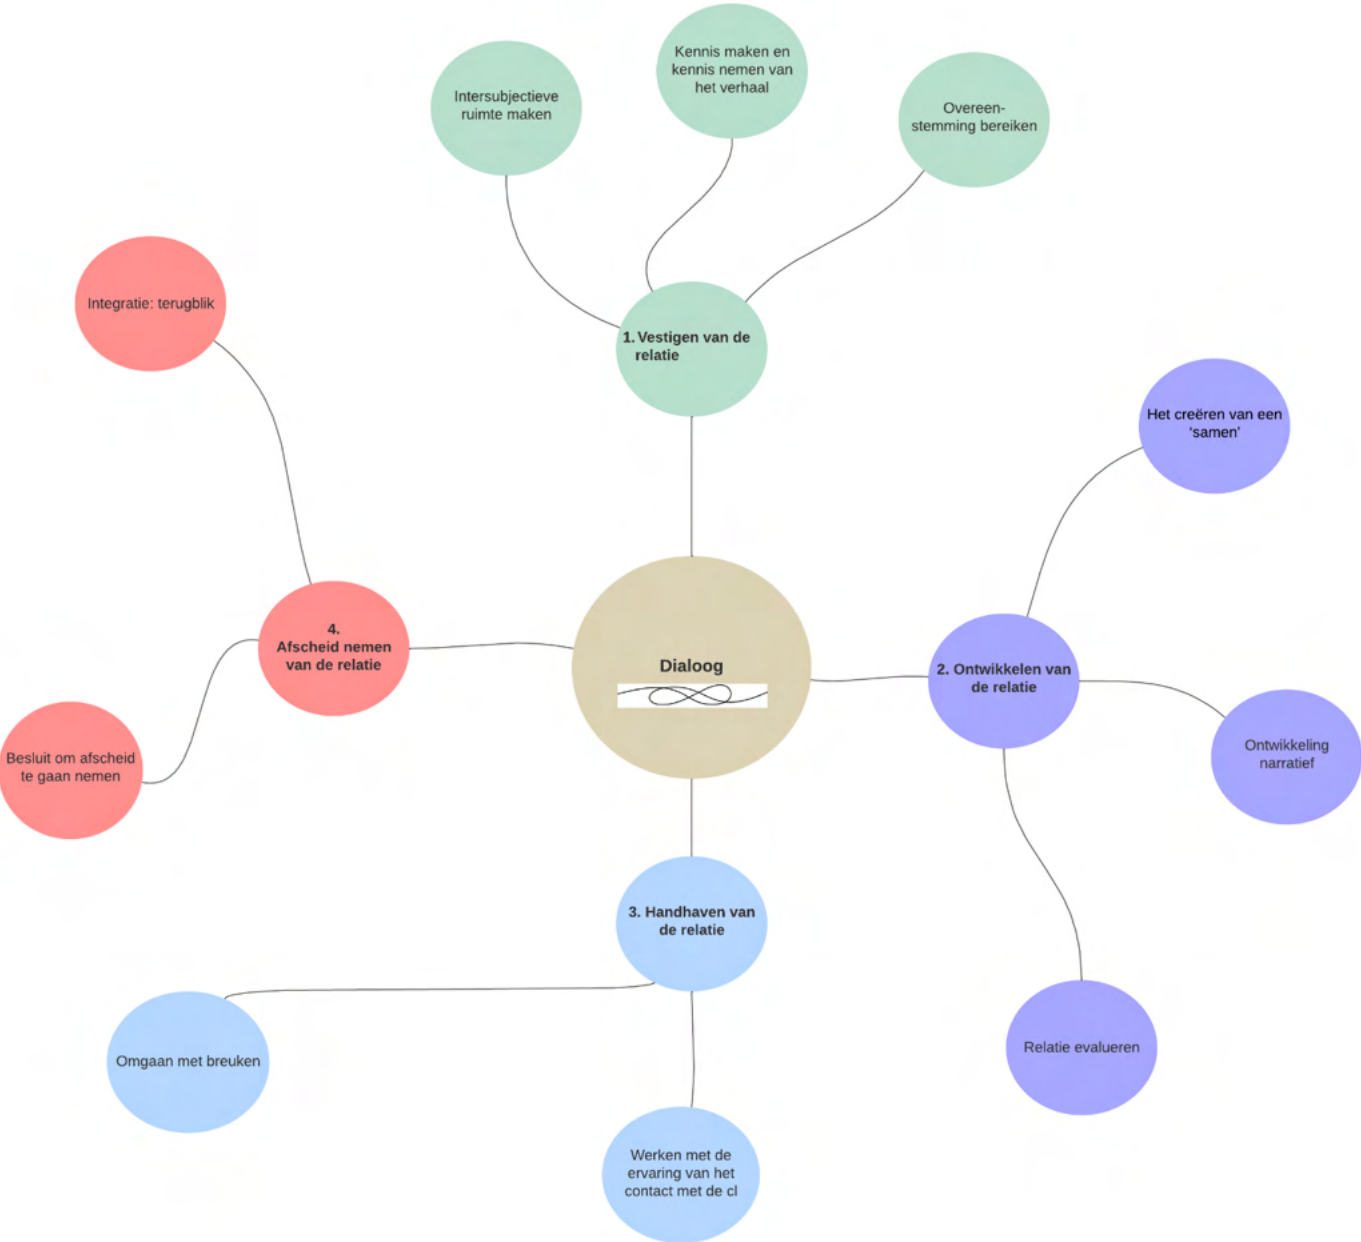 Kennis maken en
kennis nemen van
het verhaal
Intersubjectieve
ruimte maken
Overeen-
stemming bereiken
Integratie: terugblik
1. Vestigen van de
relatie
Het creëren van een
'samen'
4.
Afscheid nemen
van de relatie
Dialoog
2. Ontwikkelen van
de relatie
Besluit om afscheid
te gaan nemen
Ontwikkeling
narratief
3. Handhaven van
de relatie
Omgaan met breuken
Relatie evalueren
Werken met de
ervaring van het
contact met de cl